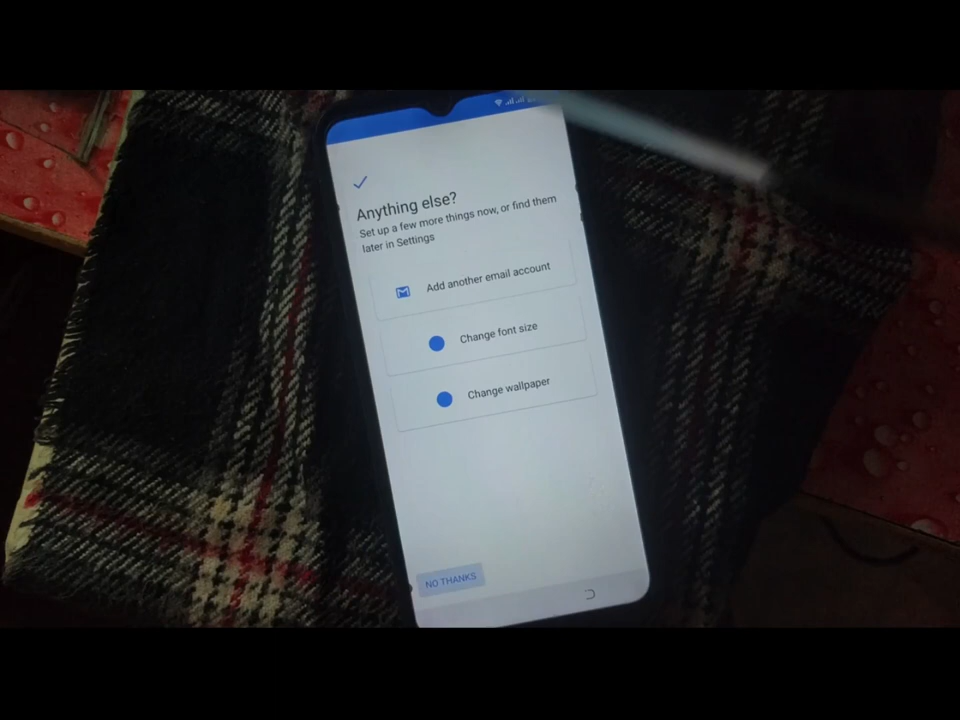 Anything else?
Set up a few more things now, or find them
later in Settings
Add another email account
Change font size
Change wallpaper
NO THANKS